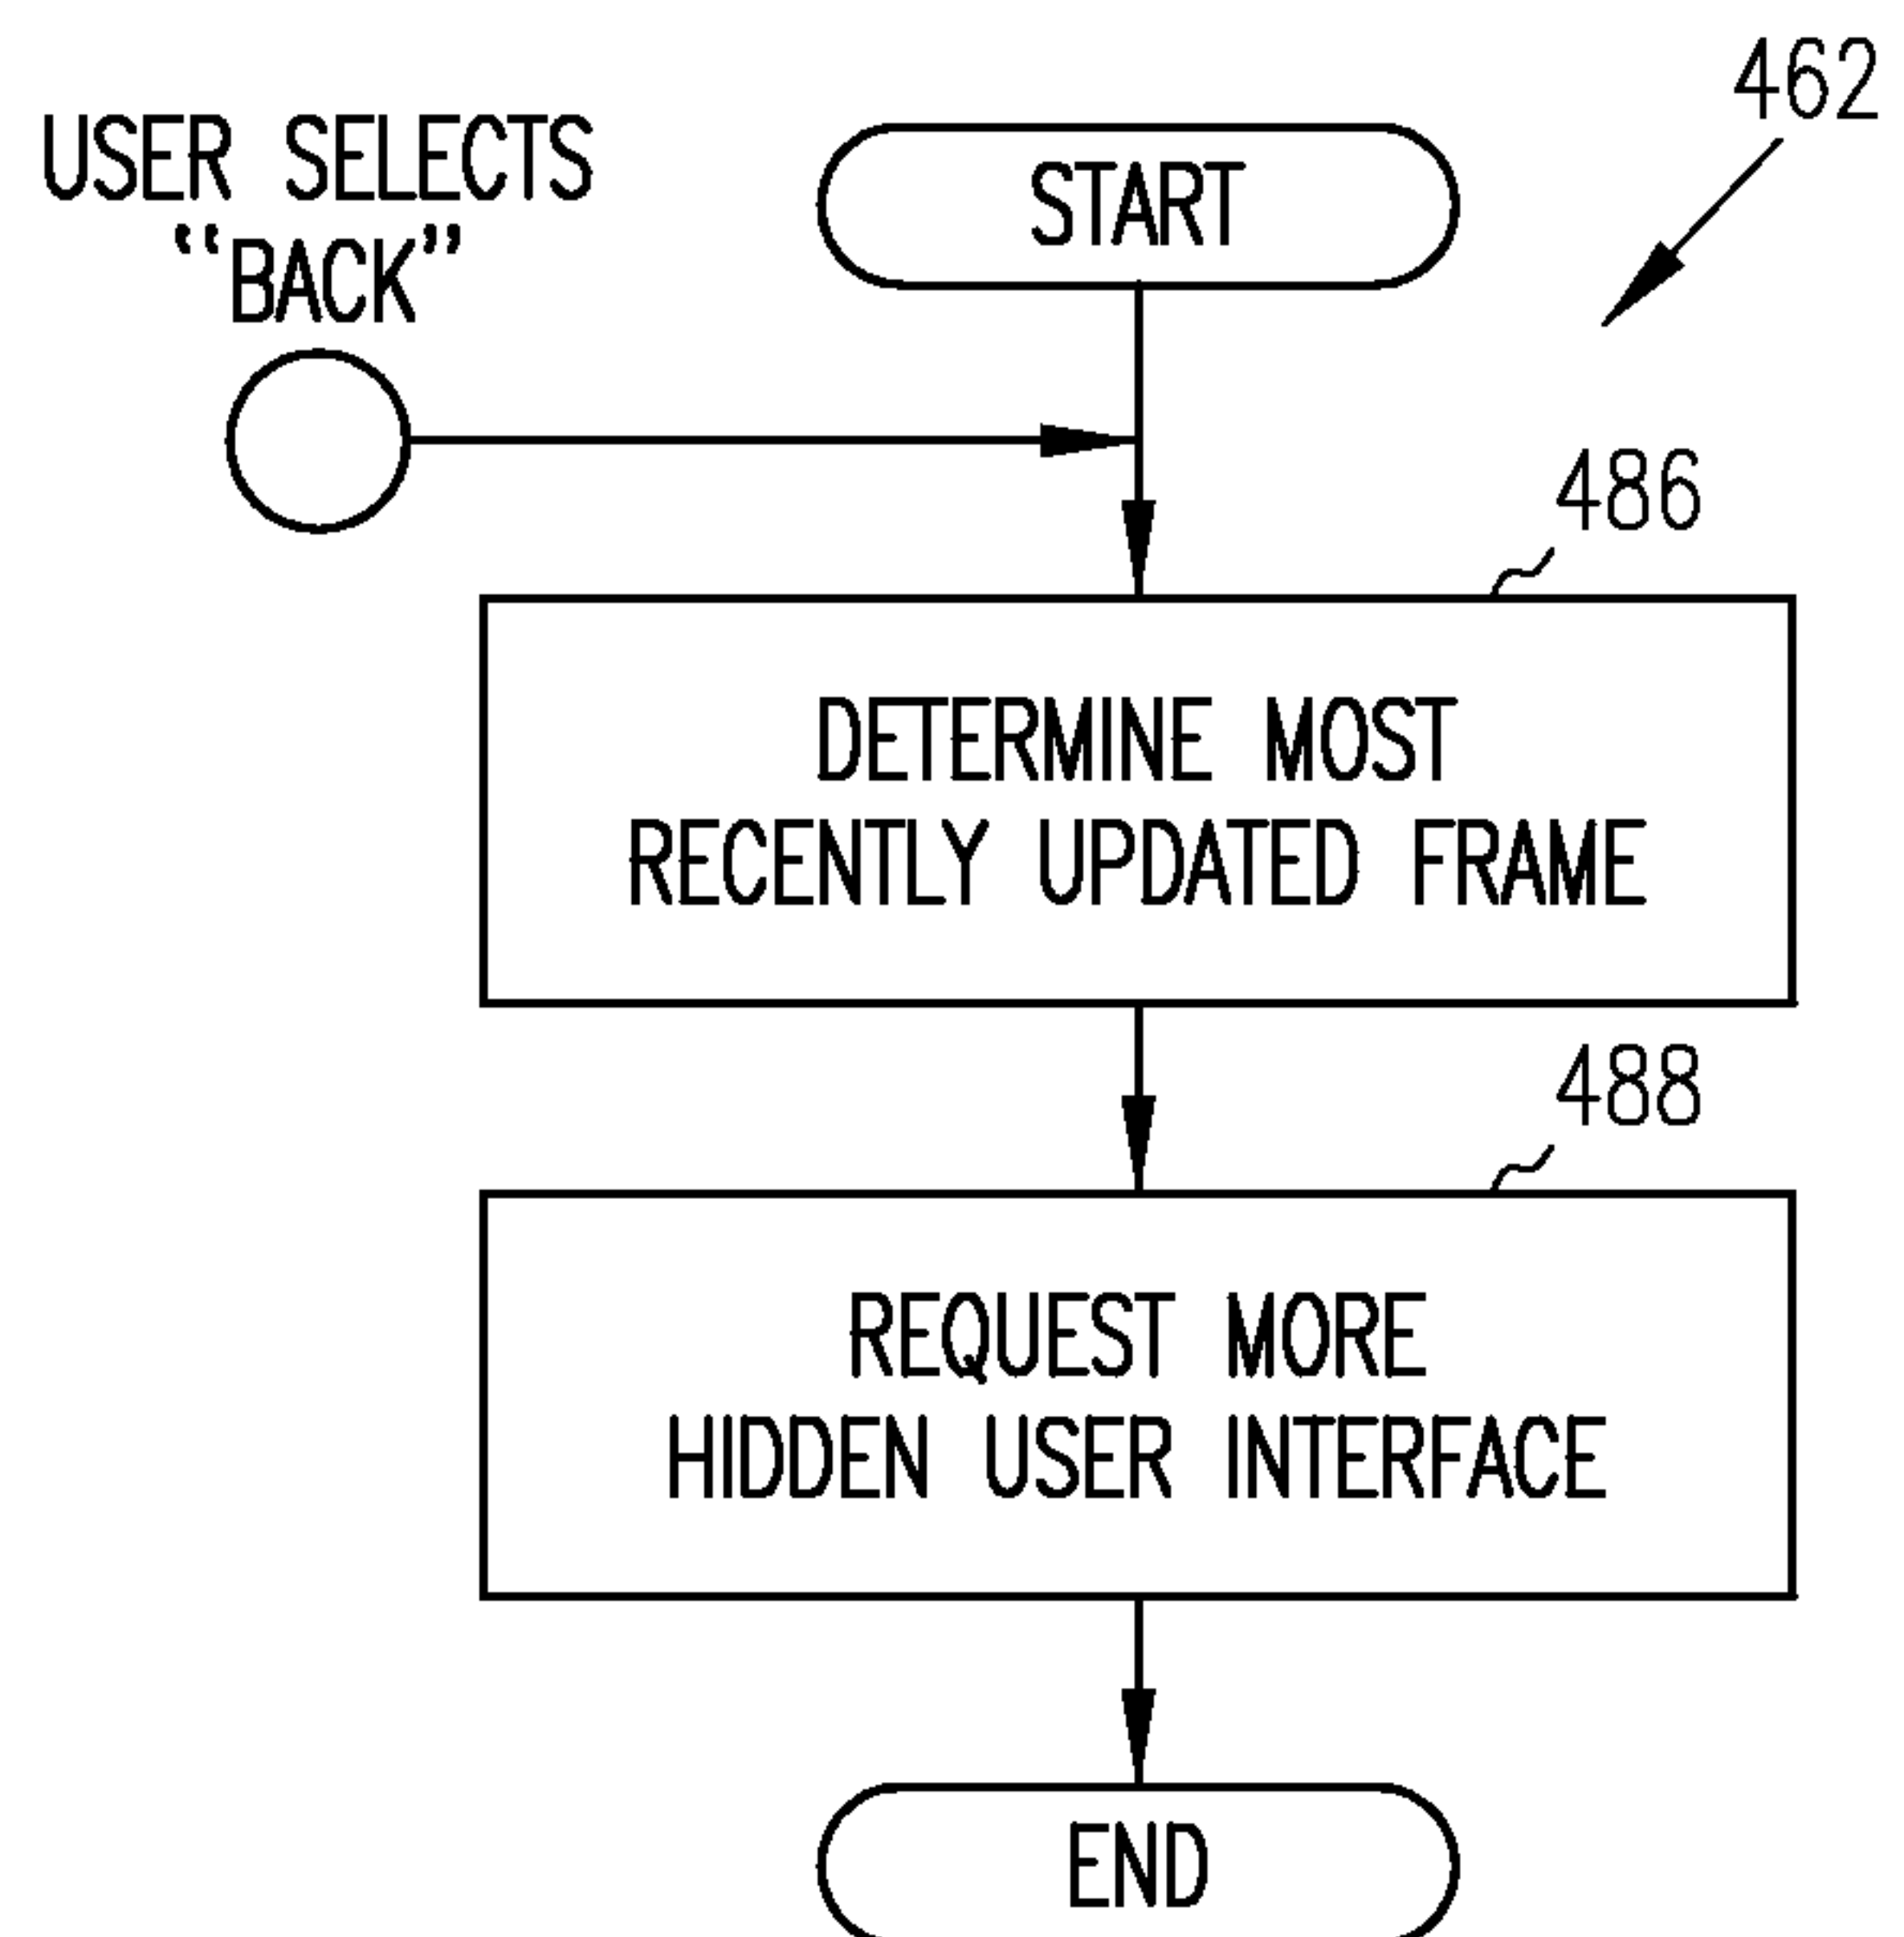 462
USER SELECTS
“BACK”
START
486
DETERMINE MOST
RECENTLY UPDATED FRAME
488
REQUEST MORE
HIDDEN USER INTERFACE
END